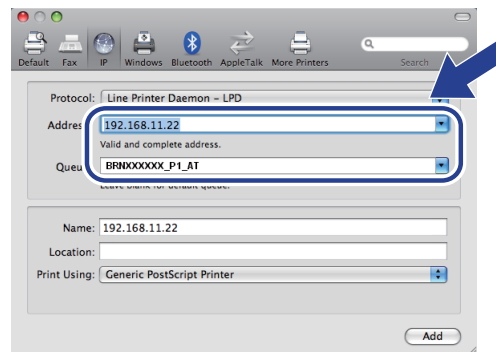 Default Fax IP Windows Bluetooth AppleTalk More Printers Search
Protocol: Line Printer Daemon – LPD
Addres 192.168.11.22
Valid and complete address.
Queu BRNXXXXXX_P1_AT
Leave blank for default queue.
Name: 192.168.11.22
Location:
Print Using: Generic PostScript Printer
Add